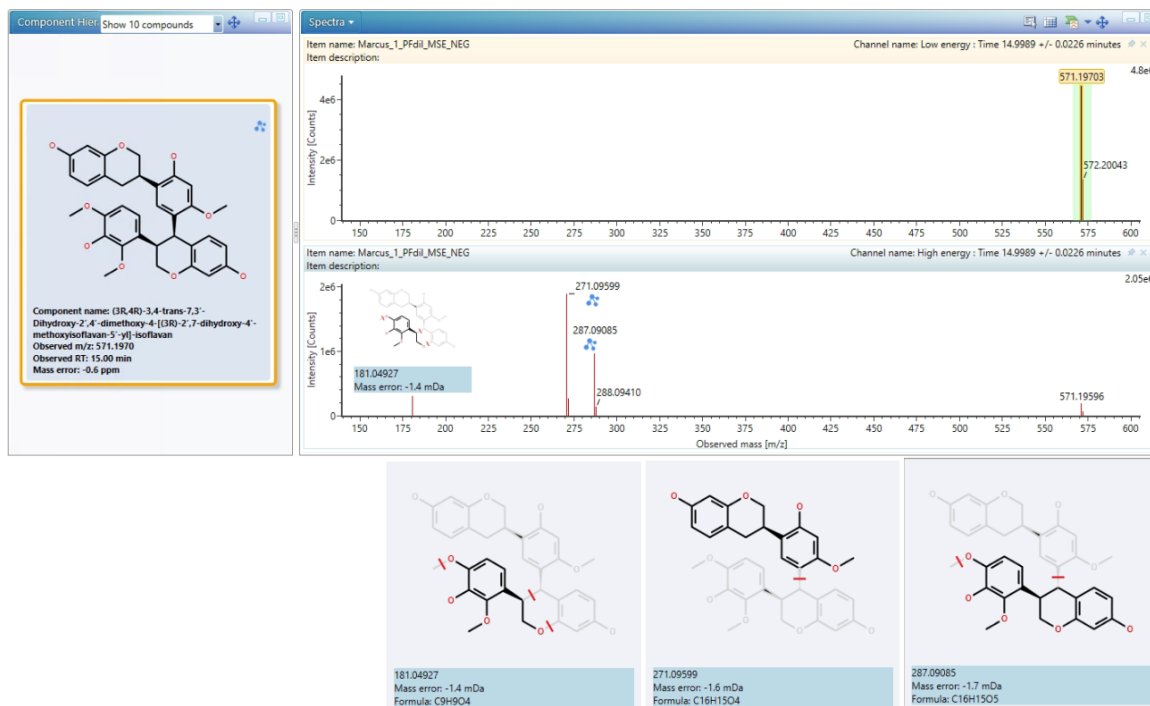 Component Hier
Show 10 compounds
O
O
O
O
O
O
O
O
Component name: (3R,4R)-3,4-trans-7,3'-
Dihydroxy-2',4'-dimethoxy-4-[(3R)-2',7-dihydroxy-4'-
methoxyisoflavan-5'-yl]-isoflavan
Observed m/z: 571.1970
Observed RT: 15.00 min
Mass error: -0.6 ppm
Spectra
Item name: Marcus_1_PFdil_MSE_NEG
Channel name: Low energy : Time 14.9989 +/- 0.0226 minutes
Item description:
4.8e6
571.19703
572.20043
Intensity [Counts]
4e6
2e6
0
150 175 200 225 250 275 300 325 350 375 400 425 450 475 500 525 550 575 600
Item name: Marcus_1_PFdil_MSE_NEG
Channel name: High energy : Time 14.9989 +/- 0.0226 minutes
Item description:
2.05e6
271.09599
287.09085
288.09410
571.19596
181.04927
Mass error: -1.4 mDa
Intensity [Counts]
2e6
1e6
0
150 175 200 225 250 275 300 325 350 375 400 425 450 475 500 525 550 575 600
Observed mass [m/z]
181.04927
Mass error: -1.4 mDa
Formula: C9H9O4
271.09599
Mass error: -1.6 mDa
Formula: C16H15O4
287.09085
Mass error: -1.7 mDa
Formula: C16H15O5